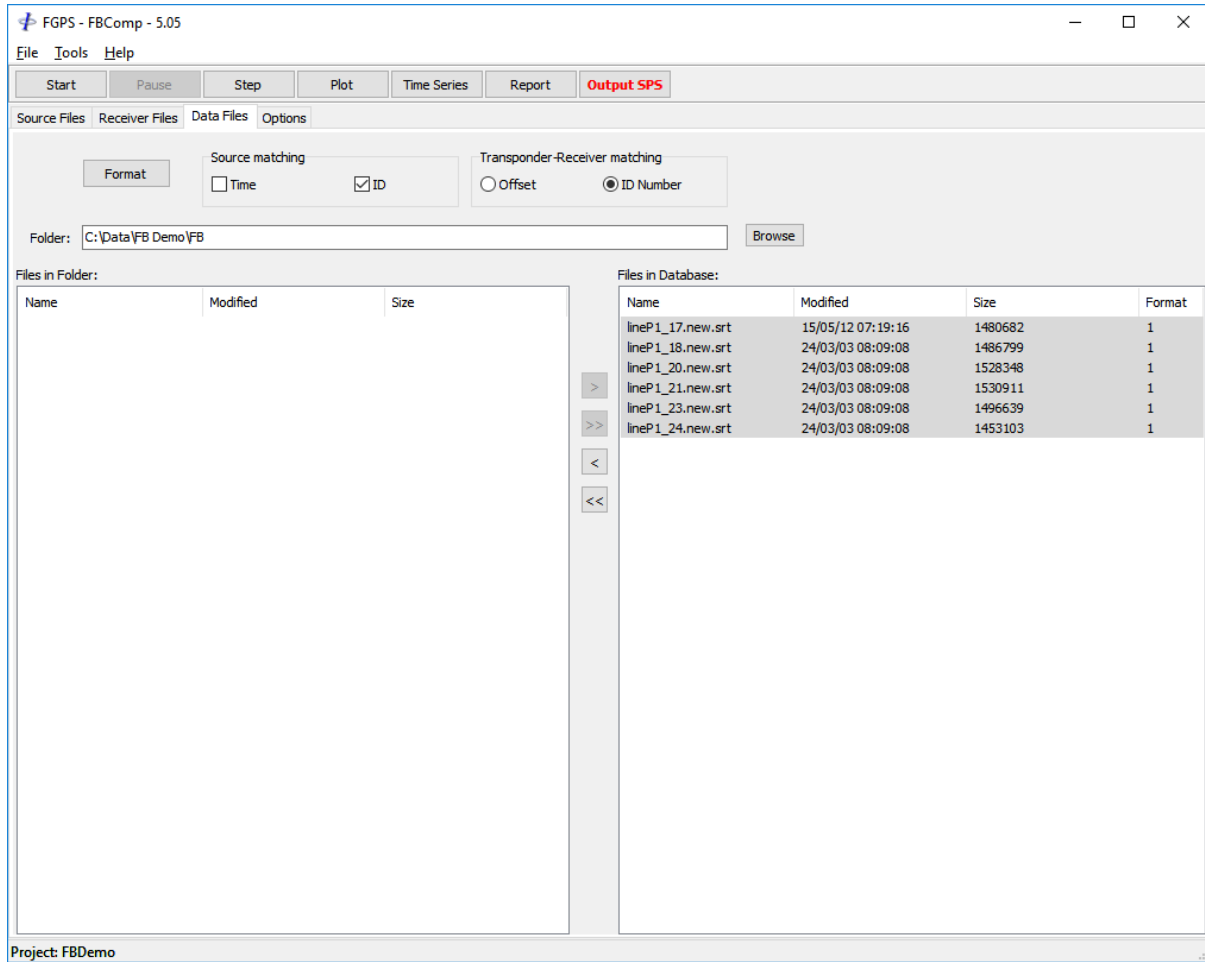 FGPS - FBComp - 5.05
File Tools Help
Start Pause Step Plot Time Series Report Output SPS
Source Files Receiver Files Data Files Options
Format
Source matching
Time ID
Transponder-Receiver matching
Offset ID Number
Folder: C:\Data\FB Demo\FB Browse
Files in Folder:
Name Modified Size
>
>>
<
<<
Files in Database:
Name Modified Size Format
lineP1_17.new.srt 15/05/12 07:19:16 1480682 1
lineP1_18.new.srt 24/03/03 08:09:08 1486799 1
lineP1_20.new.srt 24/03/03 08:09:08 1528348 1
lineP1_21.new.srt 24/03/03 08:09:08 1530911 1
lineP1_23.new.srt 24/03/03 08:09:08 1496639 1
lineP1_24.new.srt 24/03/03 08:09:08 1453103 1
Project: FBDemo